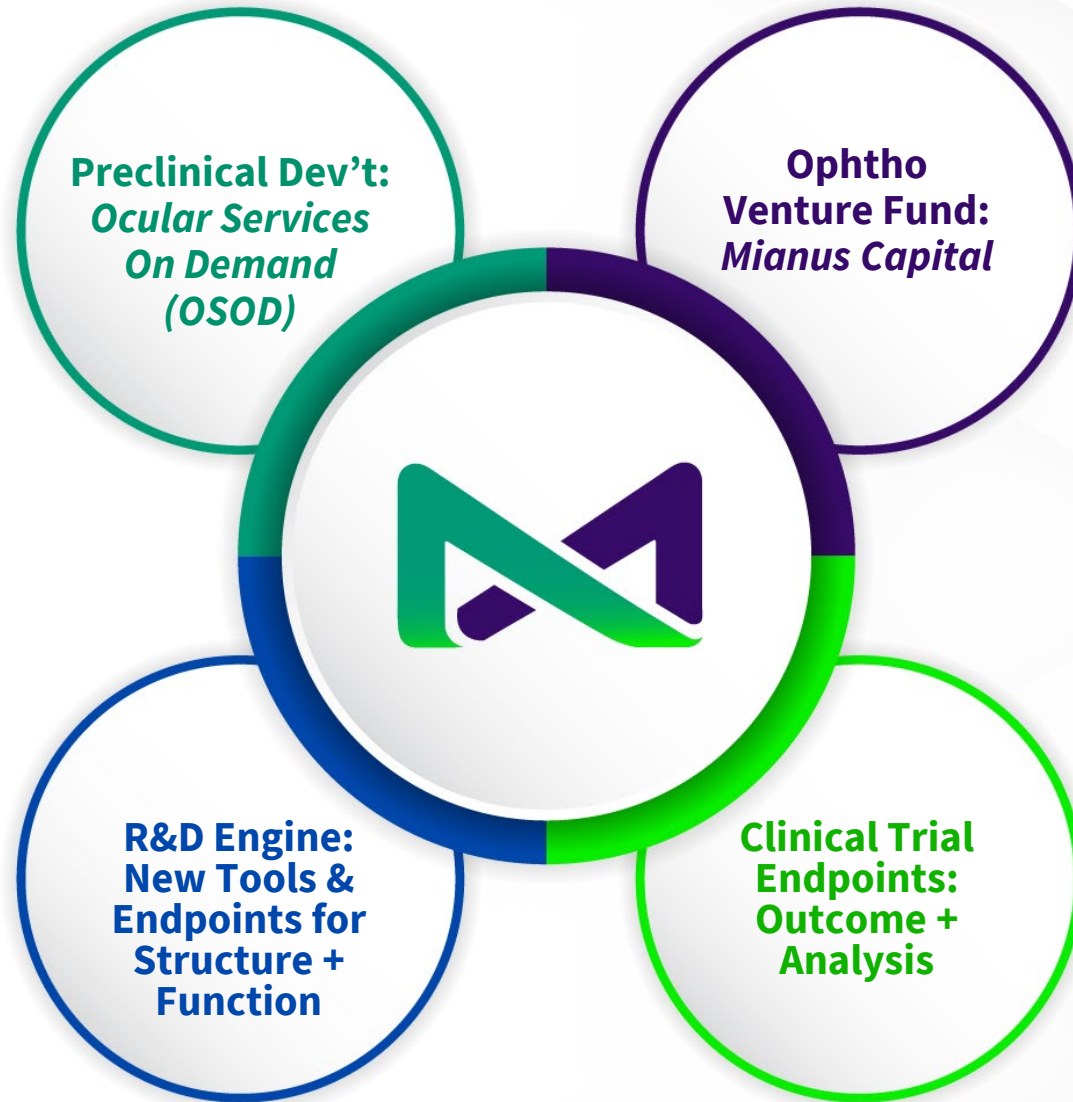 Preclinical Dev’t:
Ocular Services
On Demand
(OSOD)
Ophtho
Venture Fund:
Mianus Capital
R&D Engine:
New Tools &
Endpoints for
Structure +
Function
Clinical Trial
Endpoints:
Outcome +
Analysis